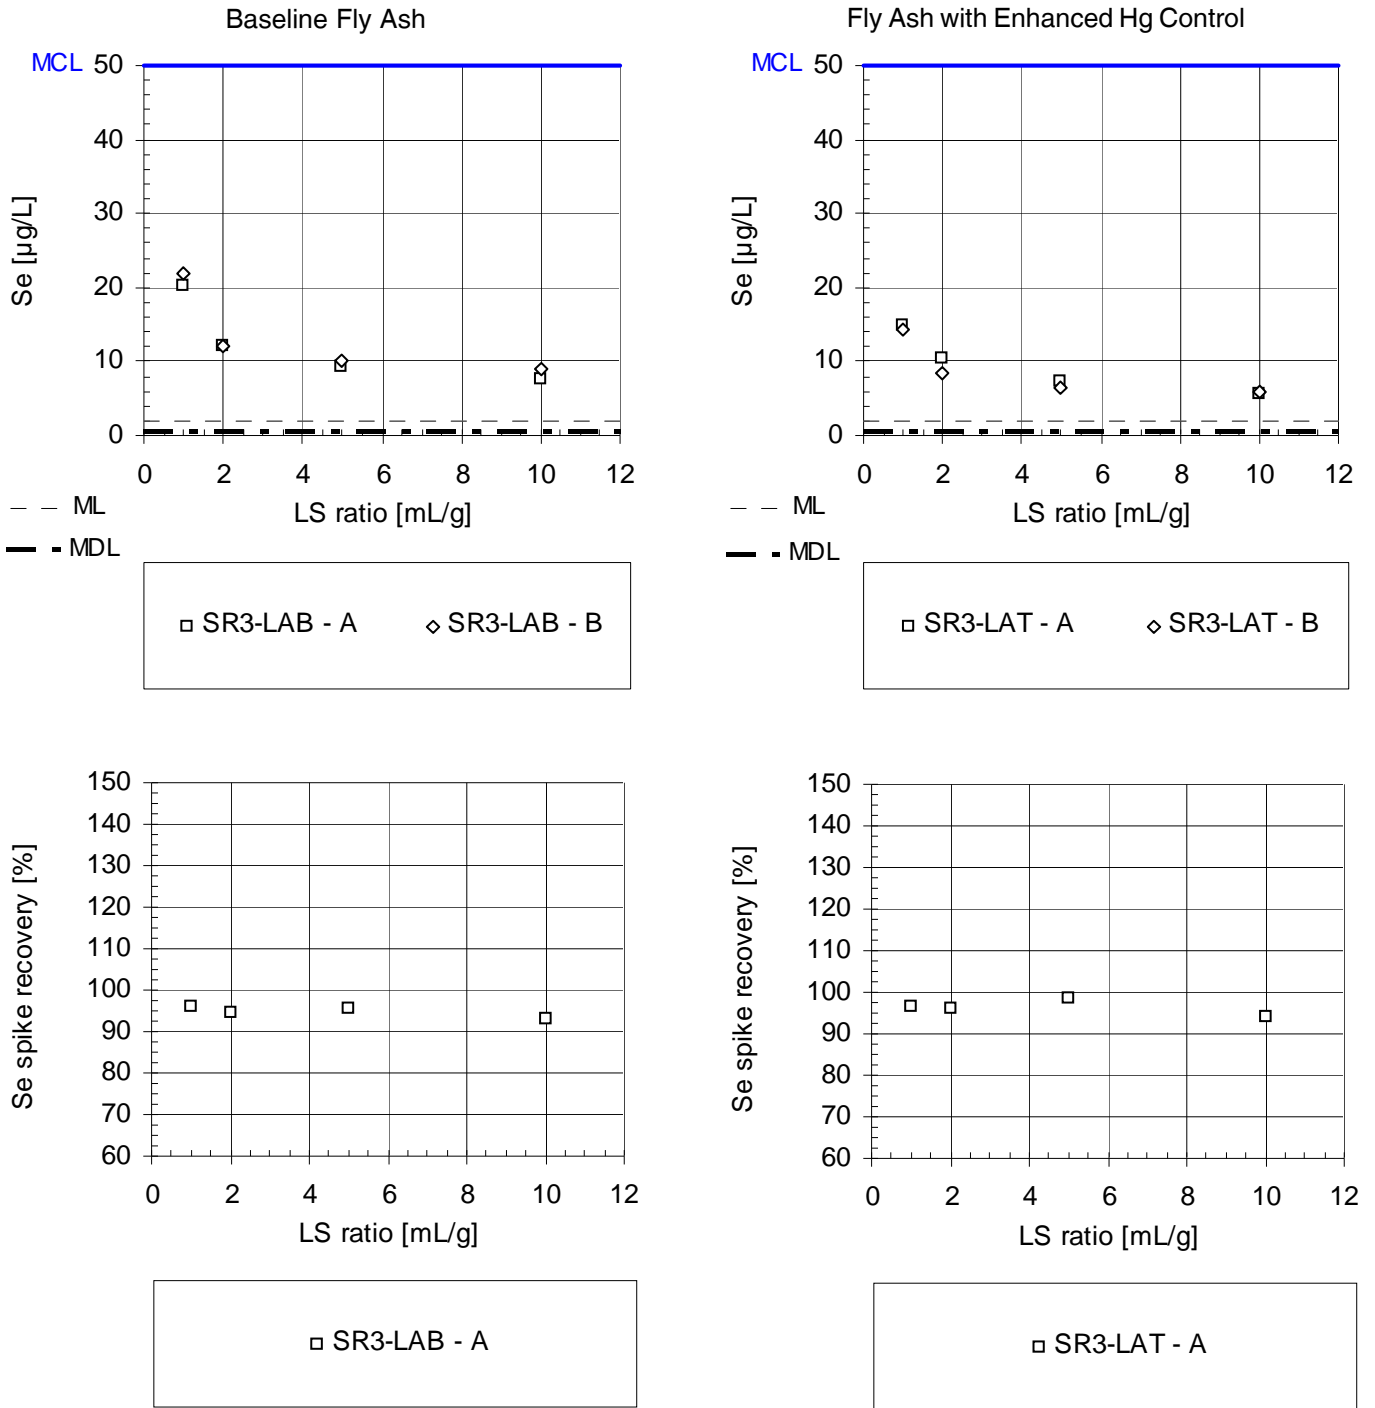 Baseline Fly Ash
MCL 50
40
30
20
10
0
Se [µg/L]
0 2 4 6 8 10 12
LS ratio [mL/g]
ML
MDL
SR3-LAB - A SR3-LAB - B
Fly Ash with Enhanced Hg Control
MCL 50
40
30
20
10
0
Se [µg/L]
0 2 4 6 8 10 12
LS ratio [mL/g]
ML
MDL
SR3-LAT - A SR3-LAT - B
150
140
130
120
110
100
90
80
70
60
Se spike recovery [%]
0 2 4 6 8 10 12
LS ratio [mL/g]
SR3-LAB - A
150
140
130
120
110
100
90
80
70
60
Se spike recovery [%]
0 2 4 6 8 10 12
LS ratio [mL/g]
SR3-LAT - A